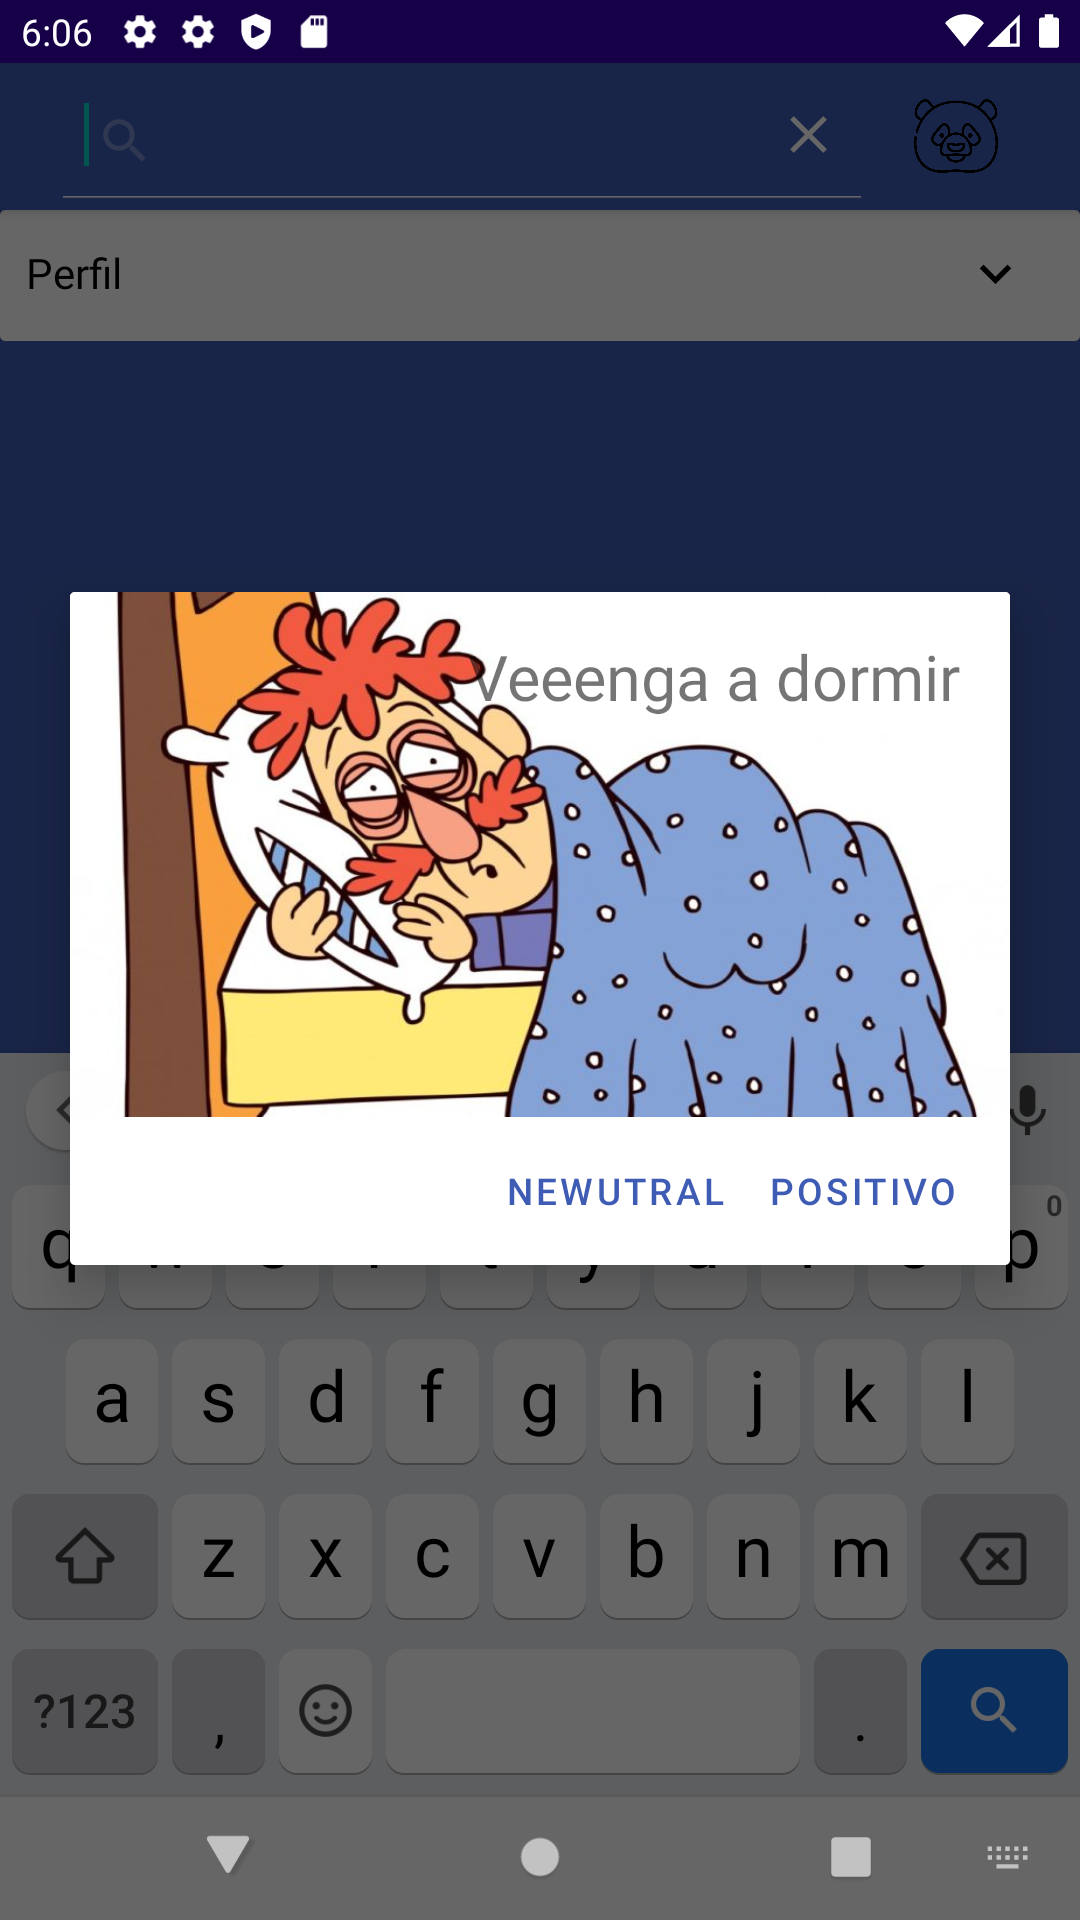 6:06
Perfil
Veeenga a dormir
NEWUTRAL POSITIVO
q p 0
a s d f g h j k l
z x c v b n m
?123 , .